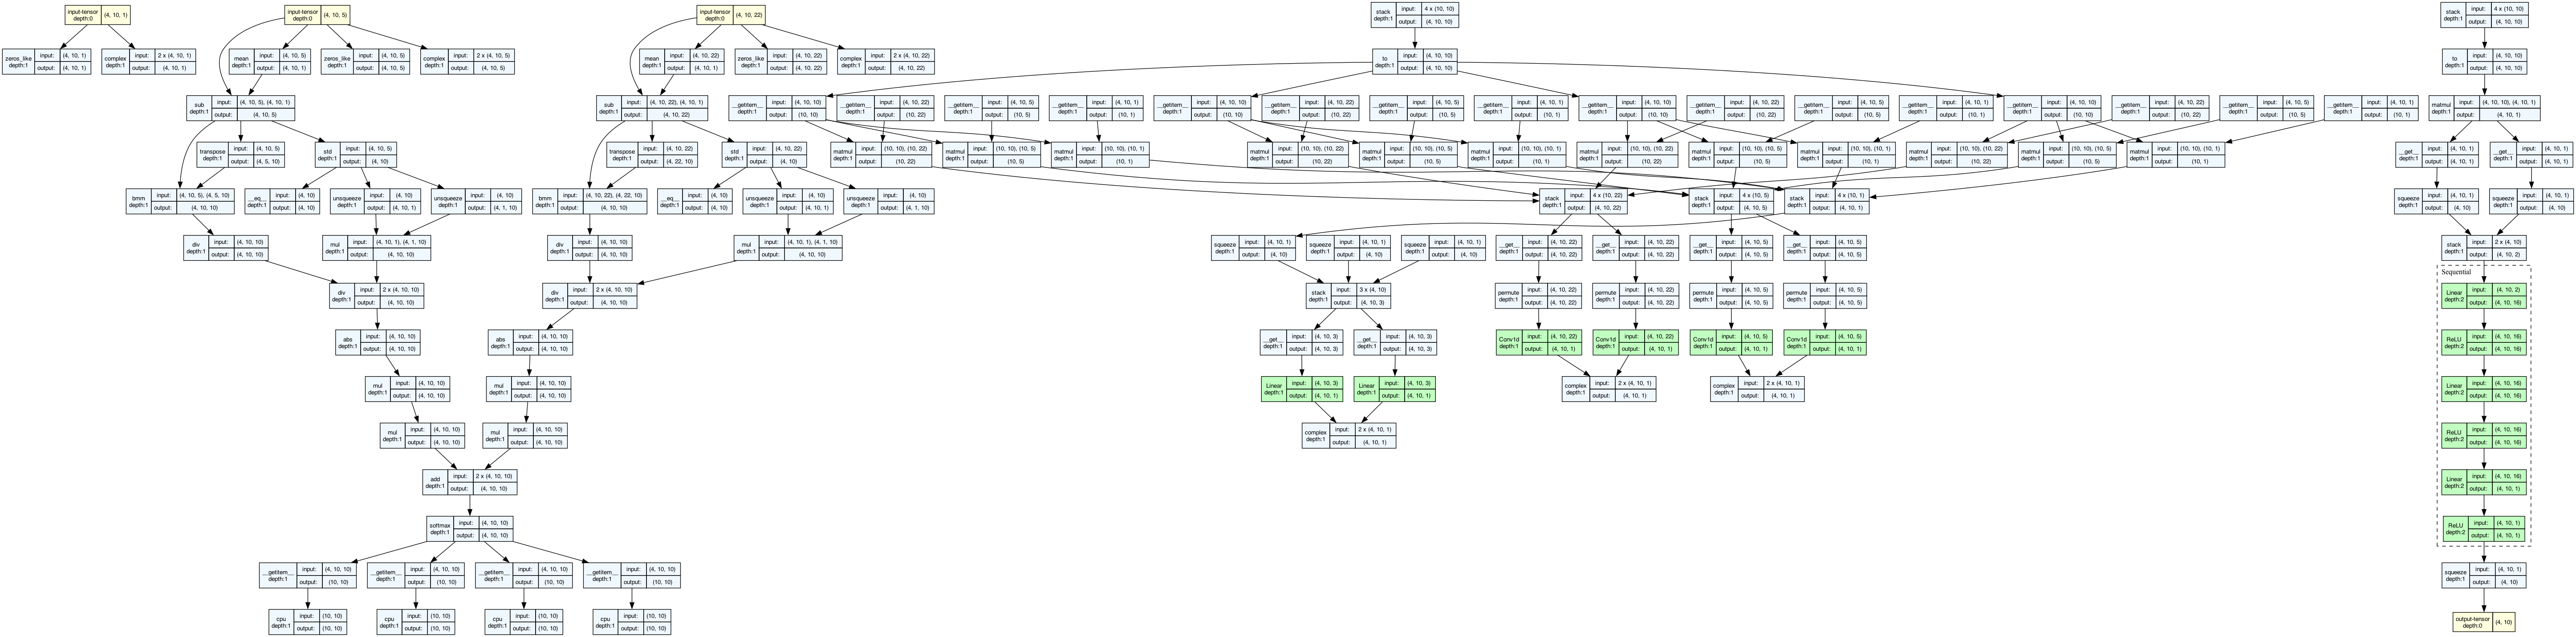 input-tensor depth:0 (4, 10, 1)
input-tensor depth:0 (4, 10, 5)
input-tensor depth:0 (4, 10, 22)
stack depth:1 input: 4 x (10, 10) output: (4, 10, 10)
stack depth:1 input: 4 x (10, 10) output: (4, 10, 10)
zeros_like depth:1 input: (4, 10, 1) output: (4, 10, 1)
complex depth:1 input: 2 x (4, 10, 1) output: (4, 10, 1)
mean depth:1 input: (4, 10, 5) output: (4, 10, 1)
zeros_like depth:1 input: (4, 10, 5) output: (4, 10, 5)
complex depth:1 input: 2 x (4, 10, 5) output: (4, 10, 5)
mean depth:1 input: (4, 10, 22) output: (4, 10, 1)
zeros_like depth:1 input: (4, 10, 22) output: (4, 10, 22)
complex depth:1 input: 2 x (4, 10, 22) output: (4, 10, 22)
to depth:1 input: (4, 10, 10) output: (4, 10, 10)
to depth:1 input: (4, 10, 10) output: (4, 10, 10)
sub depth:1 input: (4, 10, 5), (4, 10, 1) output: (4, 10, 5)
sub depth:1 input: (4, 10, 22), (4, 10, 1) output: (4, 10, 22)
__getitem__ depth:1 input: (4, 10, 10) output: (10, 10)
__getitem__ depth:1 input: (4, 10, 22) output: (10, 22)
__getitem__ depth:1 input: (4, 10, 5) output: (10, 5)
__getitem__ depth:1 input: (4, 10, 1) output: (10, 1)
__getitem__ depth:1 input: (4, 10, 10) output: (10, 10)
__getitem__ depth:1 input: (4, 10, 22) output: (10, 22)
__getitem__ depth:1 input: (4, 10, 5) output: (10, 5)
__getitem__ depth:1 input: (4, 10, 1) output: (10, 1)
__getitem__ depth:1 input: (4, 10, 10) output: (10, 10)
__getitem__ depth:1 input: (4, 10, 22) output: (10, 22)
__getitem__ depth:1 input: (4, 10, 5) output: (10, 5)
__getitem__ depth:1 input: (4, 10, 1) output: (10, 1)
__getitem__ depth:1 input: (4, 10, 10) output: (10, 10)
__getitem__ depth:1 input: (4, 10, 22) output: (10, 22)
__getitem__ depth:1 input: (4, 10, 5) output: (10, 5)
__getitem__ depth:1 input: (4, 10, 1) output: (10, 1)
matmul depth:1 input: (4, 10, 10), (4, 10, 1) output: (4, 10, 1)
transpose depth:1 input: (4, 10, 5) output: (4, 5, 10)
std depth:1 input: (4, 10, 5) output: (4, 10)
transpose depth:1 input: (4, 10, 22) output: (4, 22, 10)
std depth:1 input: (4, 10, 22) output: (4, 10)
matmul depth:1 input: (10, 10), (10, 22) output: (10, 22)
matmul depth:1 input: (10, 10), (10, 5) output: (10, 5)
matmul depth:1 input: (10, 10), (10, 1) output: (10, 1)
matmul depth:1 input: (10, 10), (10, 22) output: (10, 22)
matmul depth:1 input: (10, 10), (10, 5) output: (10, 5)
matmul depth:1 input: (10, 10), (10, 1) output: (10, 1)
matmul depth:1 input: (10, 10), (10, 22) output: (10, 22)
matmul depth:1 input: (10, 10), (10, 5) output: (10, 5)
matmul depth:1 input: (10, 10), (10, 1) output: (10, 1)
matmul depth:1 input: (10, 10), (10, 22) output: (10, 22)
matmul depth:1 input: (10, 10), (10, 5) output: (10, 5)
matmul depth:1 input: (10, 10), (10, 1) output: (10, 1)
__get__ depth:1 input: (4, 10, 1) output: (4, 10, 1)
__get__ depth:1 input: (4, 10, 1) output: (4, 10, 1)
bmm depth:1 input: (4, 10, 5), (4, 5, 10) output: (4, 10, 10)
__eq__ depth:1 input: (4, 10) output: (4, 10)
unsqueeze depth:1 input: (4, 10) output: (4, 10, 1)
unsqueeze depth:1 input: (4, 10) output: (4, 1, 10)
bmm depth:1 input: (4, 10, 22), (4, 22, 10) output: (4, 10, 10)
__eq__ depth:1 input: (4, 10) output: (4, 10)
unsqueeze depth:1 input: (4, 10) output: (4, 10, 1)
unsqueeze depth:1 input: (4, 10) output: (4, 1, 10)
stack depth:1 input: 4 x (10, 22) output: (4, 10, 22)
stack depth:1 input: 4 x (10, 5) output: (4, 10, 5)
stack depth:1 input: 4 x (10, 1) output: (4, 10, 1)
squeeze depth:1 input: (4, 10, 1) output: (4, 10)
squeeze depth:1 input: (4, 10, 1) output: (4, 10)
div depth:1 input: (4, 10, 10) output: (4, 10, 10)
mul depth:1 input: (4, 10, 1), (4, 1, 10) output: (4, 10, 10)
div depth:1 input: (4, 10, 10) output: (4, 10, 10)
mul depth:1 input: (4, 10, 1), (4, 1, 10) output: (4, 10, 10)
squeeze depth:1 input: (4, 10, 1) output: (4, 10)
squeeze depth:1 input: (4, 10, 1) output: (4, 10)
squeeze depth:1 input: (4, 10, 1) output: (4, 10)
__get__ depth:1 input: (4, 10, 22) output: (4, 10, 22)
__get__ depth:1 input: (4, 10, 22) output: (4, 10, 22)
__get__ depth:1 input: (4, 10, 5) output: (4, 10, 5)
__get__ depth:1 input: (4, 10, 5) output: (4, 10, 5)
stack depth:1 input: 2 x (4, 10) output: (4, 10, 2)
Sequential
div depth:1 input: 2 x (4, 10, 10) output: (4, 10, 10)
div depth:1 input: 2 x (4, 10, 10) output: (4, 10, 10)
stack depth:1 input: 3 x (4, 10) output: (4, 10, 3)
permute depth:1 input: (4, 10, 22) output: (4, 10, 22)
permute depth:1 input: (4, 10, 22) output: (4, 10, 22)
permute depth:1 input: (4, 10, 5) output: (4, 10, 5)
permute depth:1 input: (4, 10, 5) output: (4, 10, 5)
Linear depth:2 input: (4, 10, 2) output: (4, 10, 16)
abs depth:1 input: (4, 10, 10) output: (4, 10, 10)
abs depth:1 input: (4, 10, 10) output: (4, 10, 10)
__get__ depth:1 input: (4, 10, 3) output: (4, 10, 3)
__get__ depth:1 input: (4, 10, 3) output: (4, 10, 3)
Conv1d depth:1 input: (4, 10, 22) output: (4, 10, 1)
Conv1d depth:1 input: (4, 10, 22) output: (4, 10, 1)
Conv1d depth:1 input: (4, 10, 5) output: (4, 10, 1)
Conv1d depth:1 input: (4, 10, 5) output: (4, 10, 1)
ReLU depth:2 input: (4, 10, 16) output: (4, 10, 16)
mul depth:1 input: (4, 10, 10) output: (4, 10, 10)
mul depth:1 input: (4, 10, 10) output: (4, 10, 10)
Linear depth:1 input: (4, 10, 3) output: (4, 10, 1)
Linear depth:1 input: (4, 10, 3) output: (4, 10, 1)
complex depth:1 input: 2 x (4, 10, 1) output: (4, 10, 1)
complex depth:1 input: 2 x (4, 10, 1) output: (4, 10, 1)
Linear depth:2 input: (4, 10, 16) output: (4, 10, 16)
mul depth:1 input: (4, 10, 10) output: (4, 10, 10)
mul depth:1 input: (4, 10, 10) output: (4, 10, 10)
complex depth:1 input: 2 x (4, 10, 1) output: (4, 10, 1)
ReLU depth:2 input: (4, 10, 16) output: (4, 10, 16)
add depth:1 input: 2 x (4, 10, 10) output: (4, 10, 10)
Linear depth:2 input: (4, 10, 16) output: (4, 10, 1)
softmax depth:1 input: (4, 10, 10) output: (4, 10, 10)
ReLU depth:2 input: (4, 10, 1) output: (4, 10, 1)
__getitem__ depth:1 input: (4, 10, 10) output: (10, 10)
__getitem__ depth:1 input: (4, 10, 10) output: (10, 10)
__getitem__ depth:1 input: (4, 10, 10) output: (10, 10)
__getitem__ depth:1 input: (4, 10, 10) output: (10, 10)
squeeze depth:1 input: (4, 10, 1) output: (4, 10)
cpu depth:1 input: (10, 10) output: (10, 10)
cpu depth:1 input: (10, 10) output: (10, 10)
cpu depth:1 input: (10, 10) output: (10, 10)
cpu depth:1 input: (10, 10) output: (10, 10)
output-tensor depth:0 (4, 10)